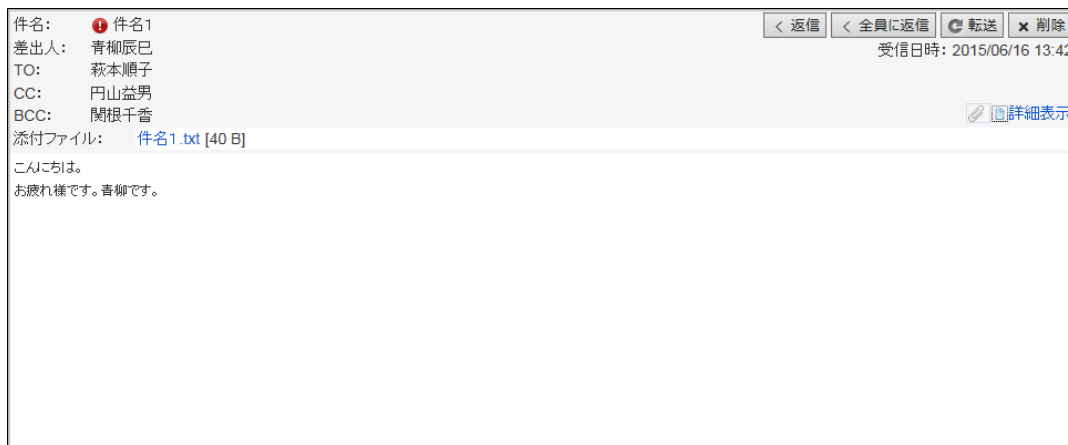 件名: 件名1 返信 全員に返信 転送 削除
差出人: 青柳辰巳 受信日時: 2015/06/16 13:42
TO: 萩本順子
CC: 円山益男
BCC: 関根千香 詳細表示
添付ファイル: 件名1.txt [40 B]
こんにちは。
お疲れ様です。青柳です。